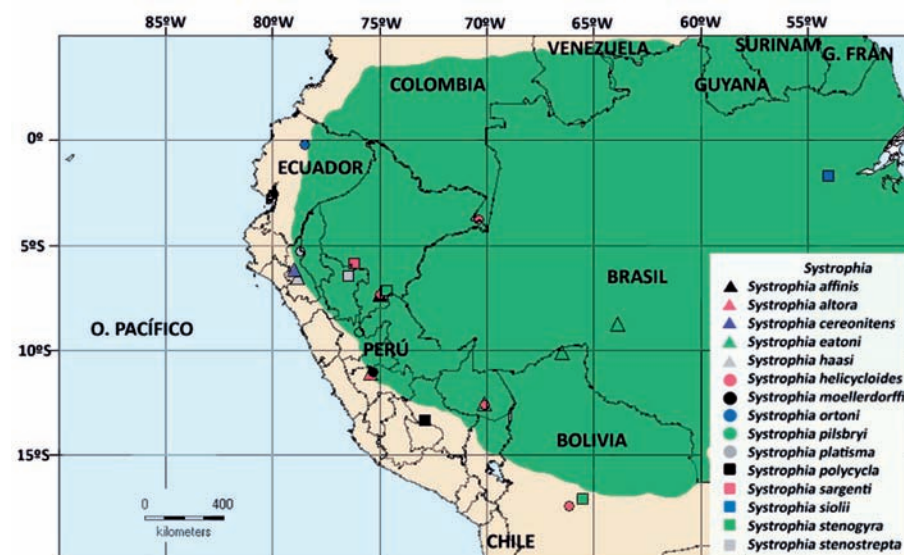 85ºW 80ºW 75ºW 70ºW 65ºW 60ºW 55ºW
VENEZUELA SURINAM
G. FRAN
COLOMBIA GUYANA
0º
ECUADOR
5ºS
BRASIL
O. PACÍFICO
PERÚ
10ºS
BOLIVIA
15ºS
CHILE
0 400
kilometers
Systrophia
Systrophia affinis
Systrophia altora
Systrophia cereonitens
Systrophia eatoni
Systrophia haasi
Systrophia helicycloides
Systrophia moellerdorffi
Systrophia ortoni
Systrophia pilsbryi
Systrophia platisma
Systrophia polycycla
Systrophia sargenti
Systrophia siolii
Systrophia stenogyra
Systrophia stenostrepta